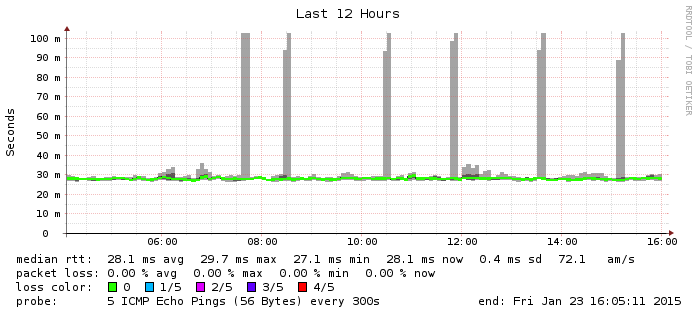 Last 12 Hours
RRDTOOL / TOBI OETIKER
Seconds
100 m
90 m
80 m
70 m
60 m
50 m
40 m
30 m
20 m
10 m
0
06:00 08:00 10:00 12:00 14:00 16:00
median rtt: 28.1 ms avg 29.7 ms max 27.1 ms min 28.1 ms now 0.4 ms sd 72.1 am/s
packet loss: 0.00 % avg 0.00 % max 0.00 % min 0.00 % now
loss color: 0 1/5 2/5 3/5 4/5
probe: 5 ICMP Echo Pings (56 Bytes) every 300s end: Fri Jan 23 16:05:11 2015